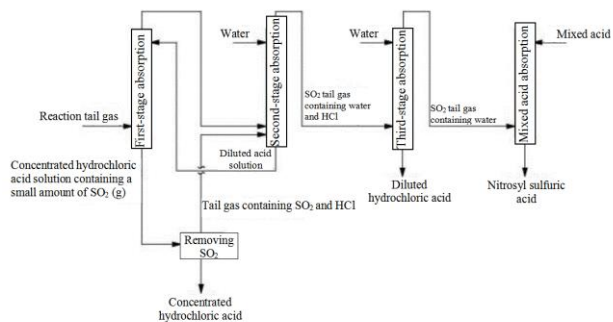 First-stage absorption
Second-stage absorption
Third-stage absorption
Mixed acid absorption
Water
Water
Mixed acid
Reaction tail gas
SO₂ tail gas
containing water
and HCl
SO₂ tail gas
containing water
Diluted acid
solution
Concentrated hydrochloric
acid solution containing a
small amount of SO₂ (g)
Tail gas containing SO₂ and HCl
Diluted
hydrochloric acid
Nitrosyl sulfuric
acid
Removing
SO₂
Concentrated
hydrochloric acid